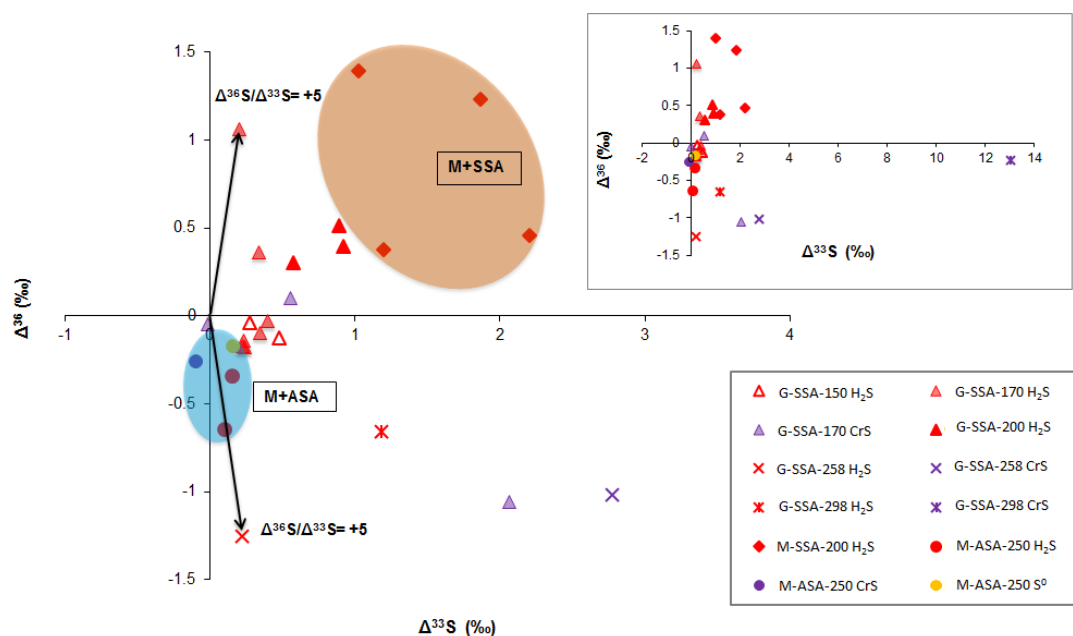 1.5
1
0.5
0
-0.5
-1
-1.5
-1 0 1 2 3 4
Δ³⁶S/Δ³³S= +5
M+SSA
M+ASA
Δ³⁶S/Δ³³S= +5
Δ³⁶ (‰)
Δ³³S (‰)
1.5
1
0.5
0
-0.5
-1
-1.5
-2 0 2 4 6 8 10 12 14
Δ³⁶ (‰)
Δ³³S (‰)
G-SSA-150 H₂S G-SSA-170 H₂S
G-SSA-170 CrS G-SSA-200 H₂S
G-SSA-258 H₂S G-SSA-258 CrS
G-SSA-298 H₂S G-SSA-298 CrS
M-SSA-200 H₂S M-ASA-250 H₂S
M-ASA-250 CrS M-ASA-250 S⁰